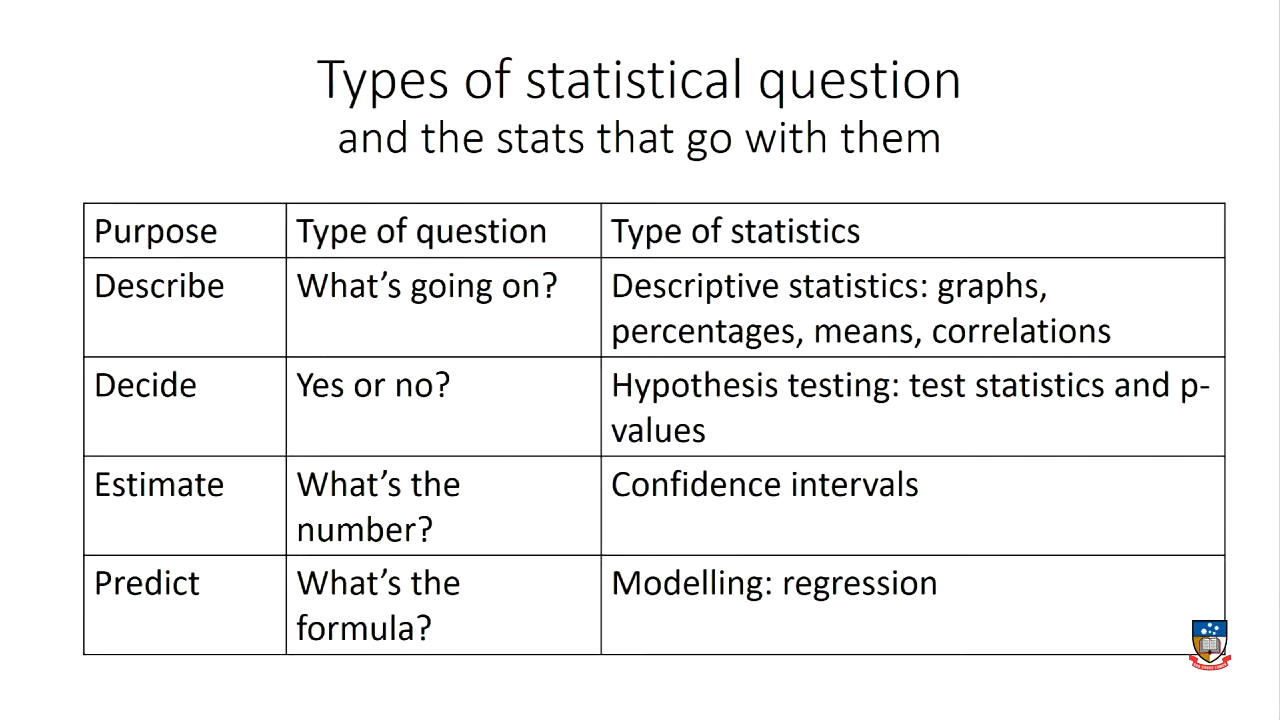 Types of statistical question
and the stats that go with them
Purpose
Type of question
Type of statistics
Describe
What's going on?
Descriptive statistics: graphs,
percentages, means, correlations
Decide
Yes or no?
Hypothesis testing: test statistics and p-
values
Estimate
What's the
number?
Confidence intervals
Predict
What's the
formula?
Modelling: regression